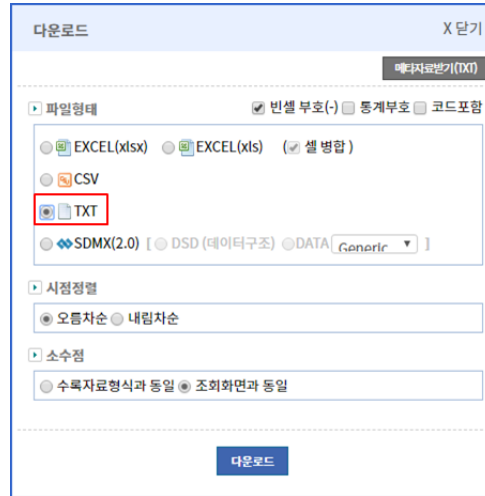 다운로드 X 닫기
메타자료받기(TXT)
파일형태 빈셀 부호(-) 통계부호 코드포함
EXCEL(xlsx) EXCEL(xls) (셀 병합)
CSV
TXT
SDMX(2.0) [ DSD (데이터구조) DATA Generic ]
시점정렬
오름차순 내림차순
소수점
수록자료형식과 동일 조회화면과 동일
다운로드